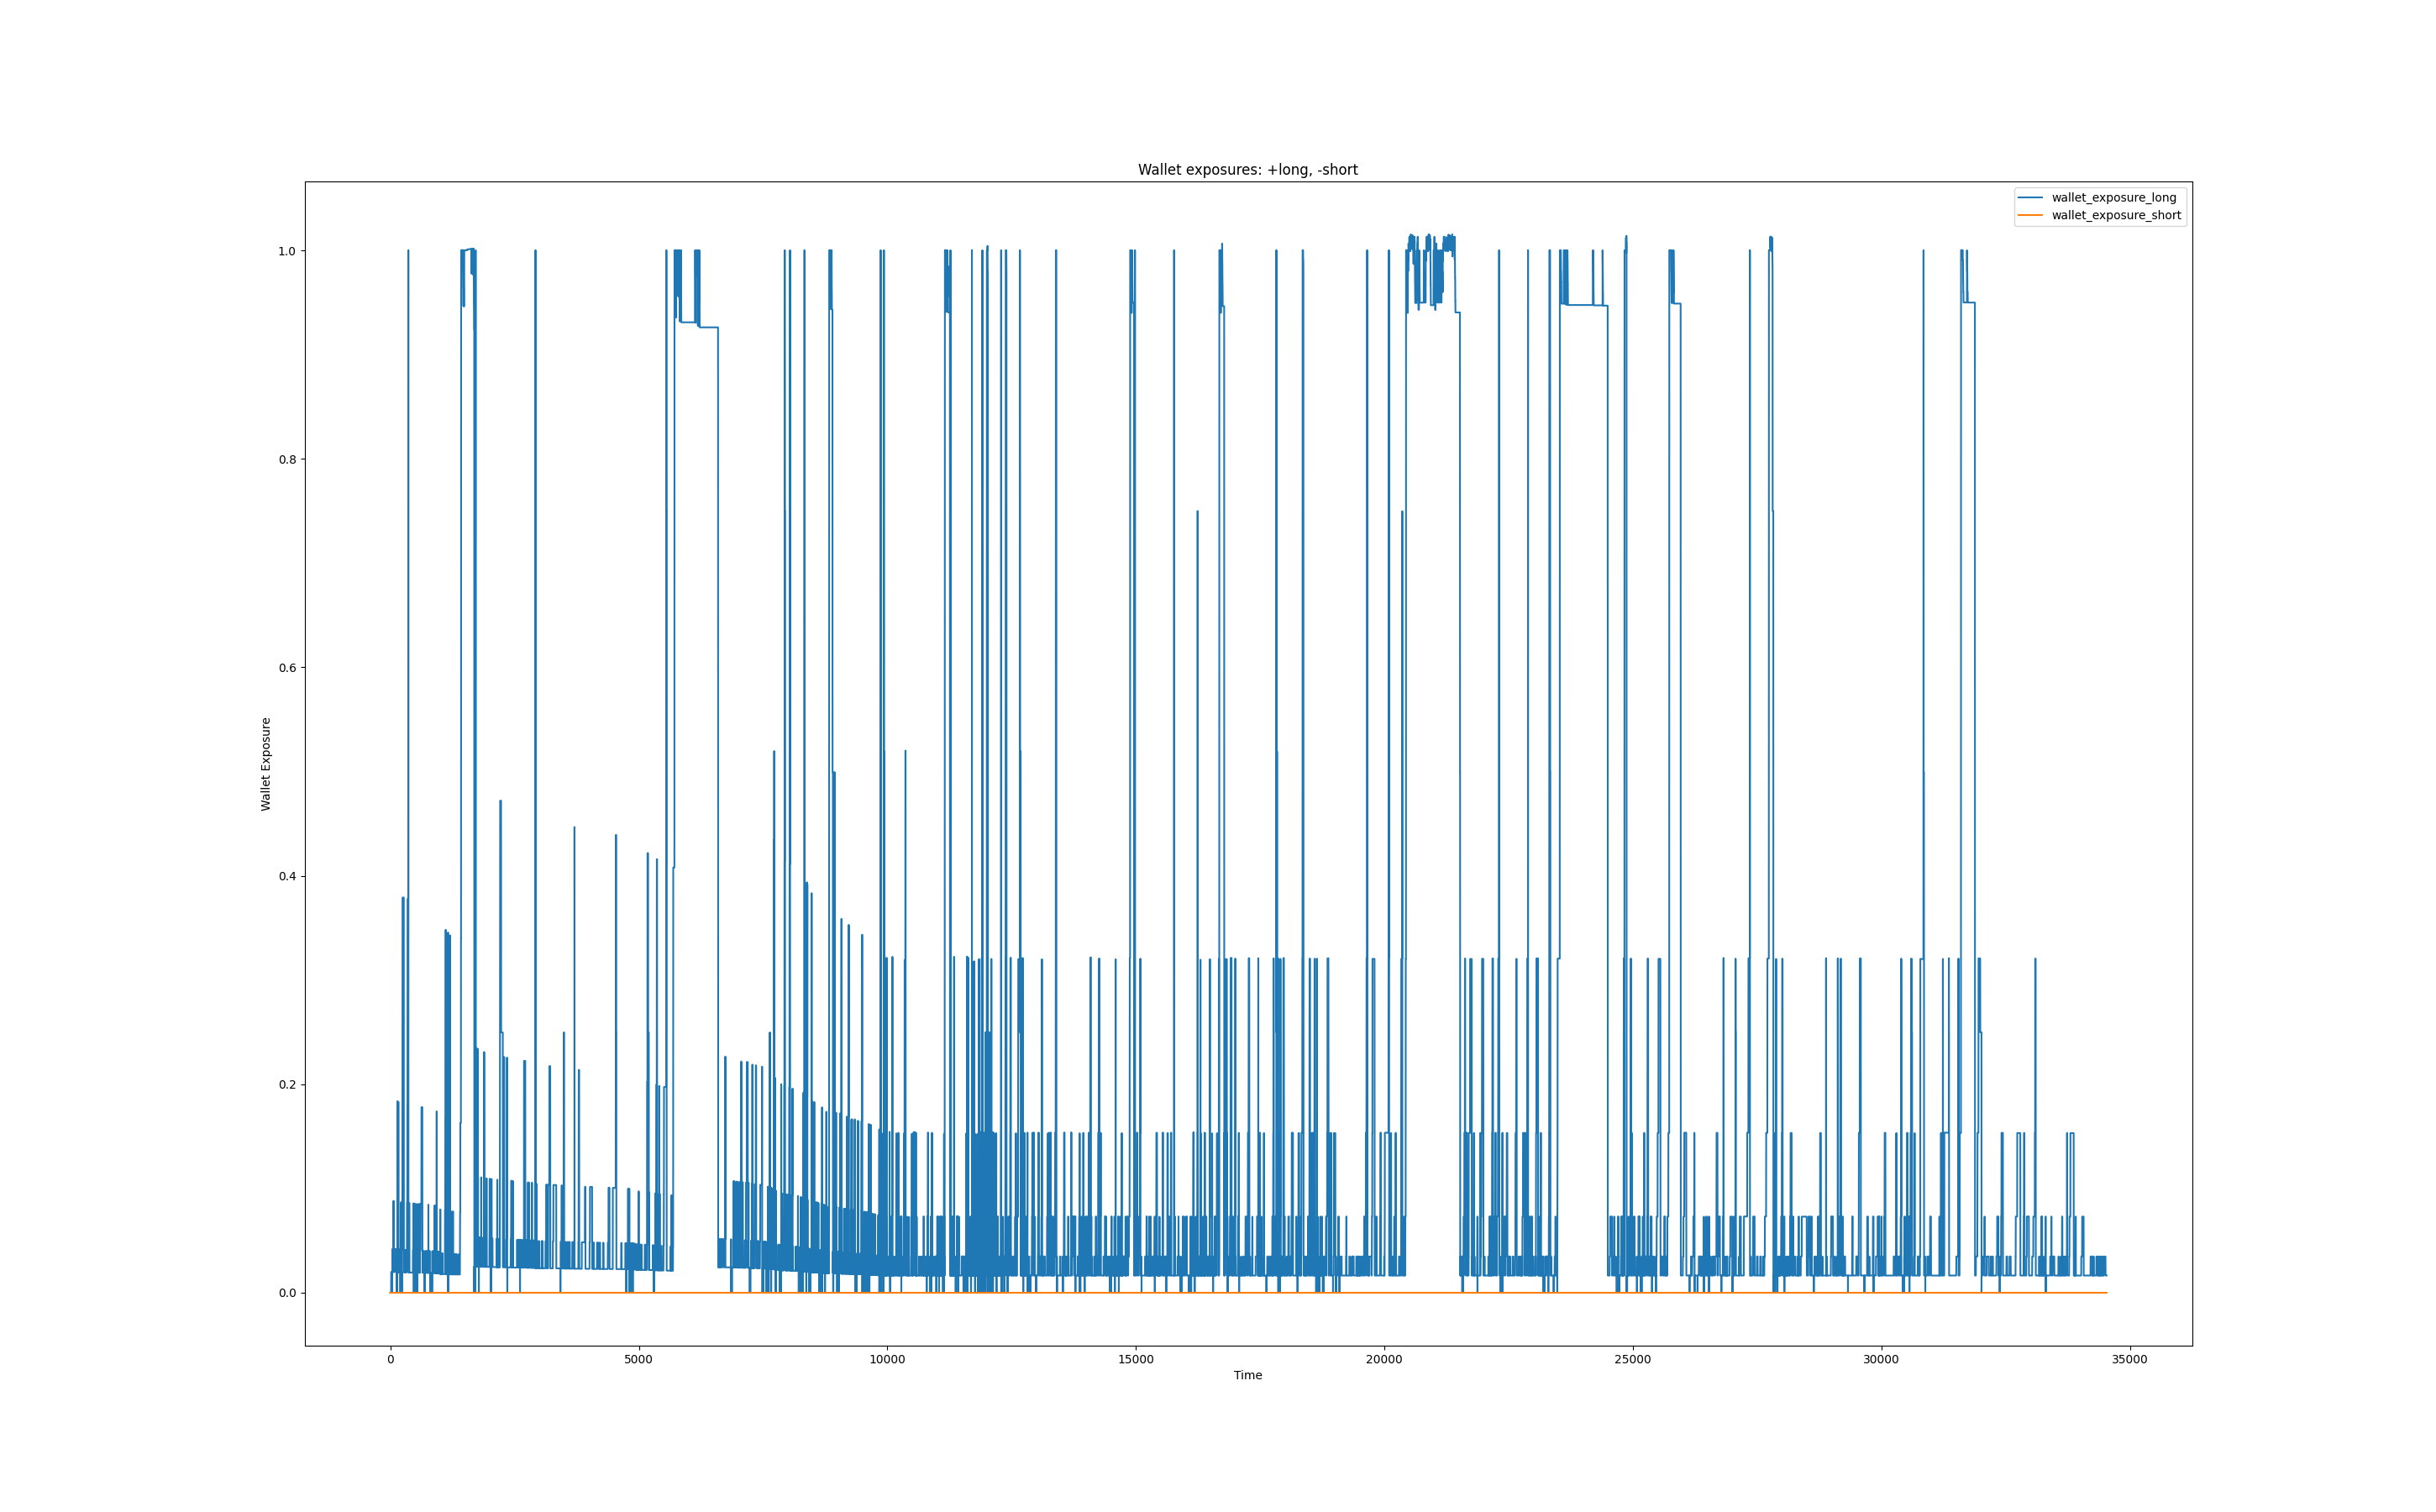 Wallet exposures: +long, -short
wallet_exposure_long
wallet_exposure_short
1.0
0.8
0.6
0.4
0.2
0.0
Wallet Exposure
0 5000 10000 15000 20000 25000 30000 35000
Time